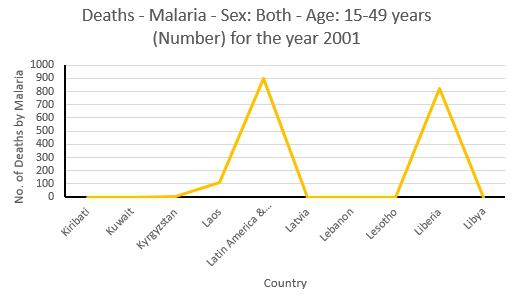 Deaths - Malaria - Sex: Both - Age: 15-49 years
(Number) for the year 2001
No. of Deaths by Malaria
1000
900
800
700
600
500
400
300
200
100
0
Kiribati
Kuwait
Kyrgyzstan
Laos
Latin America &...
Latvia
Lebanon
Lesotho
Liberia
Libya
Country